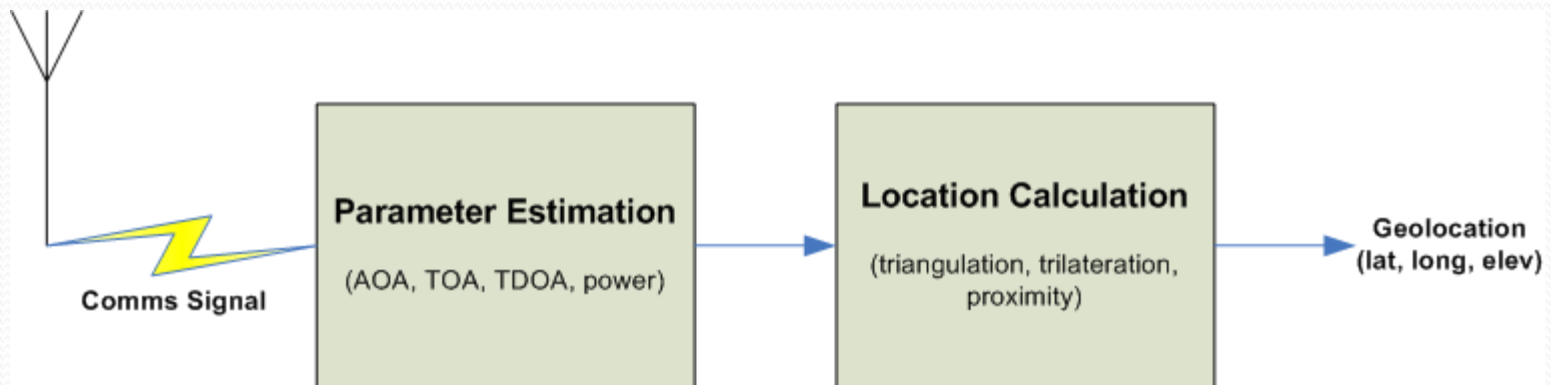 Parameter Estimation
(AOA, TOA, TDOA, power)
Location Calculation
(triangulation, trilateration,
proximity)
Geolocation
(lat, long, elev)
Comms Signal